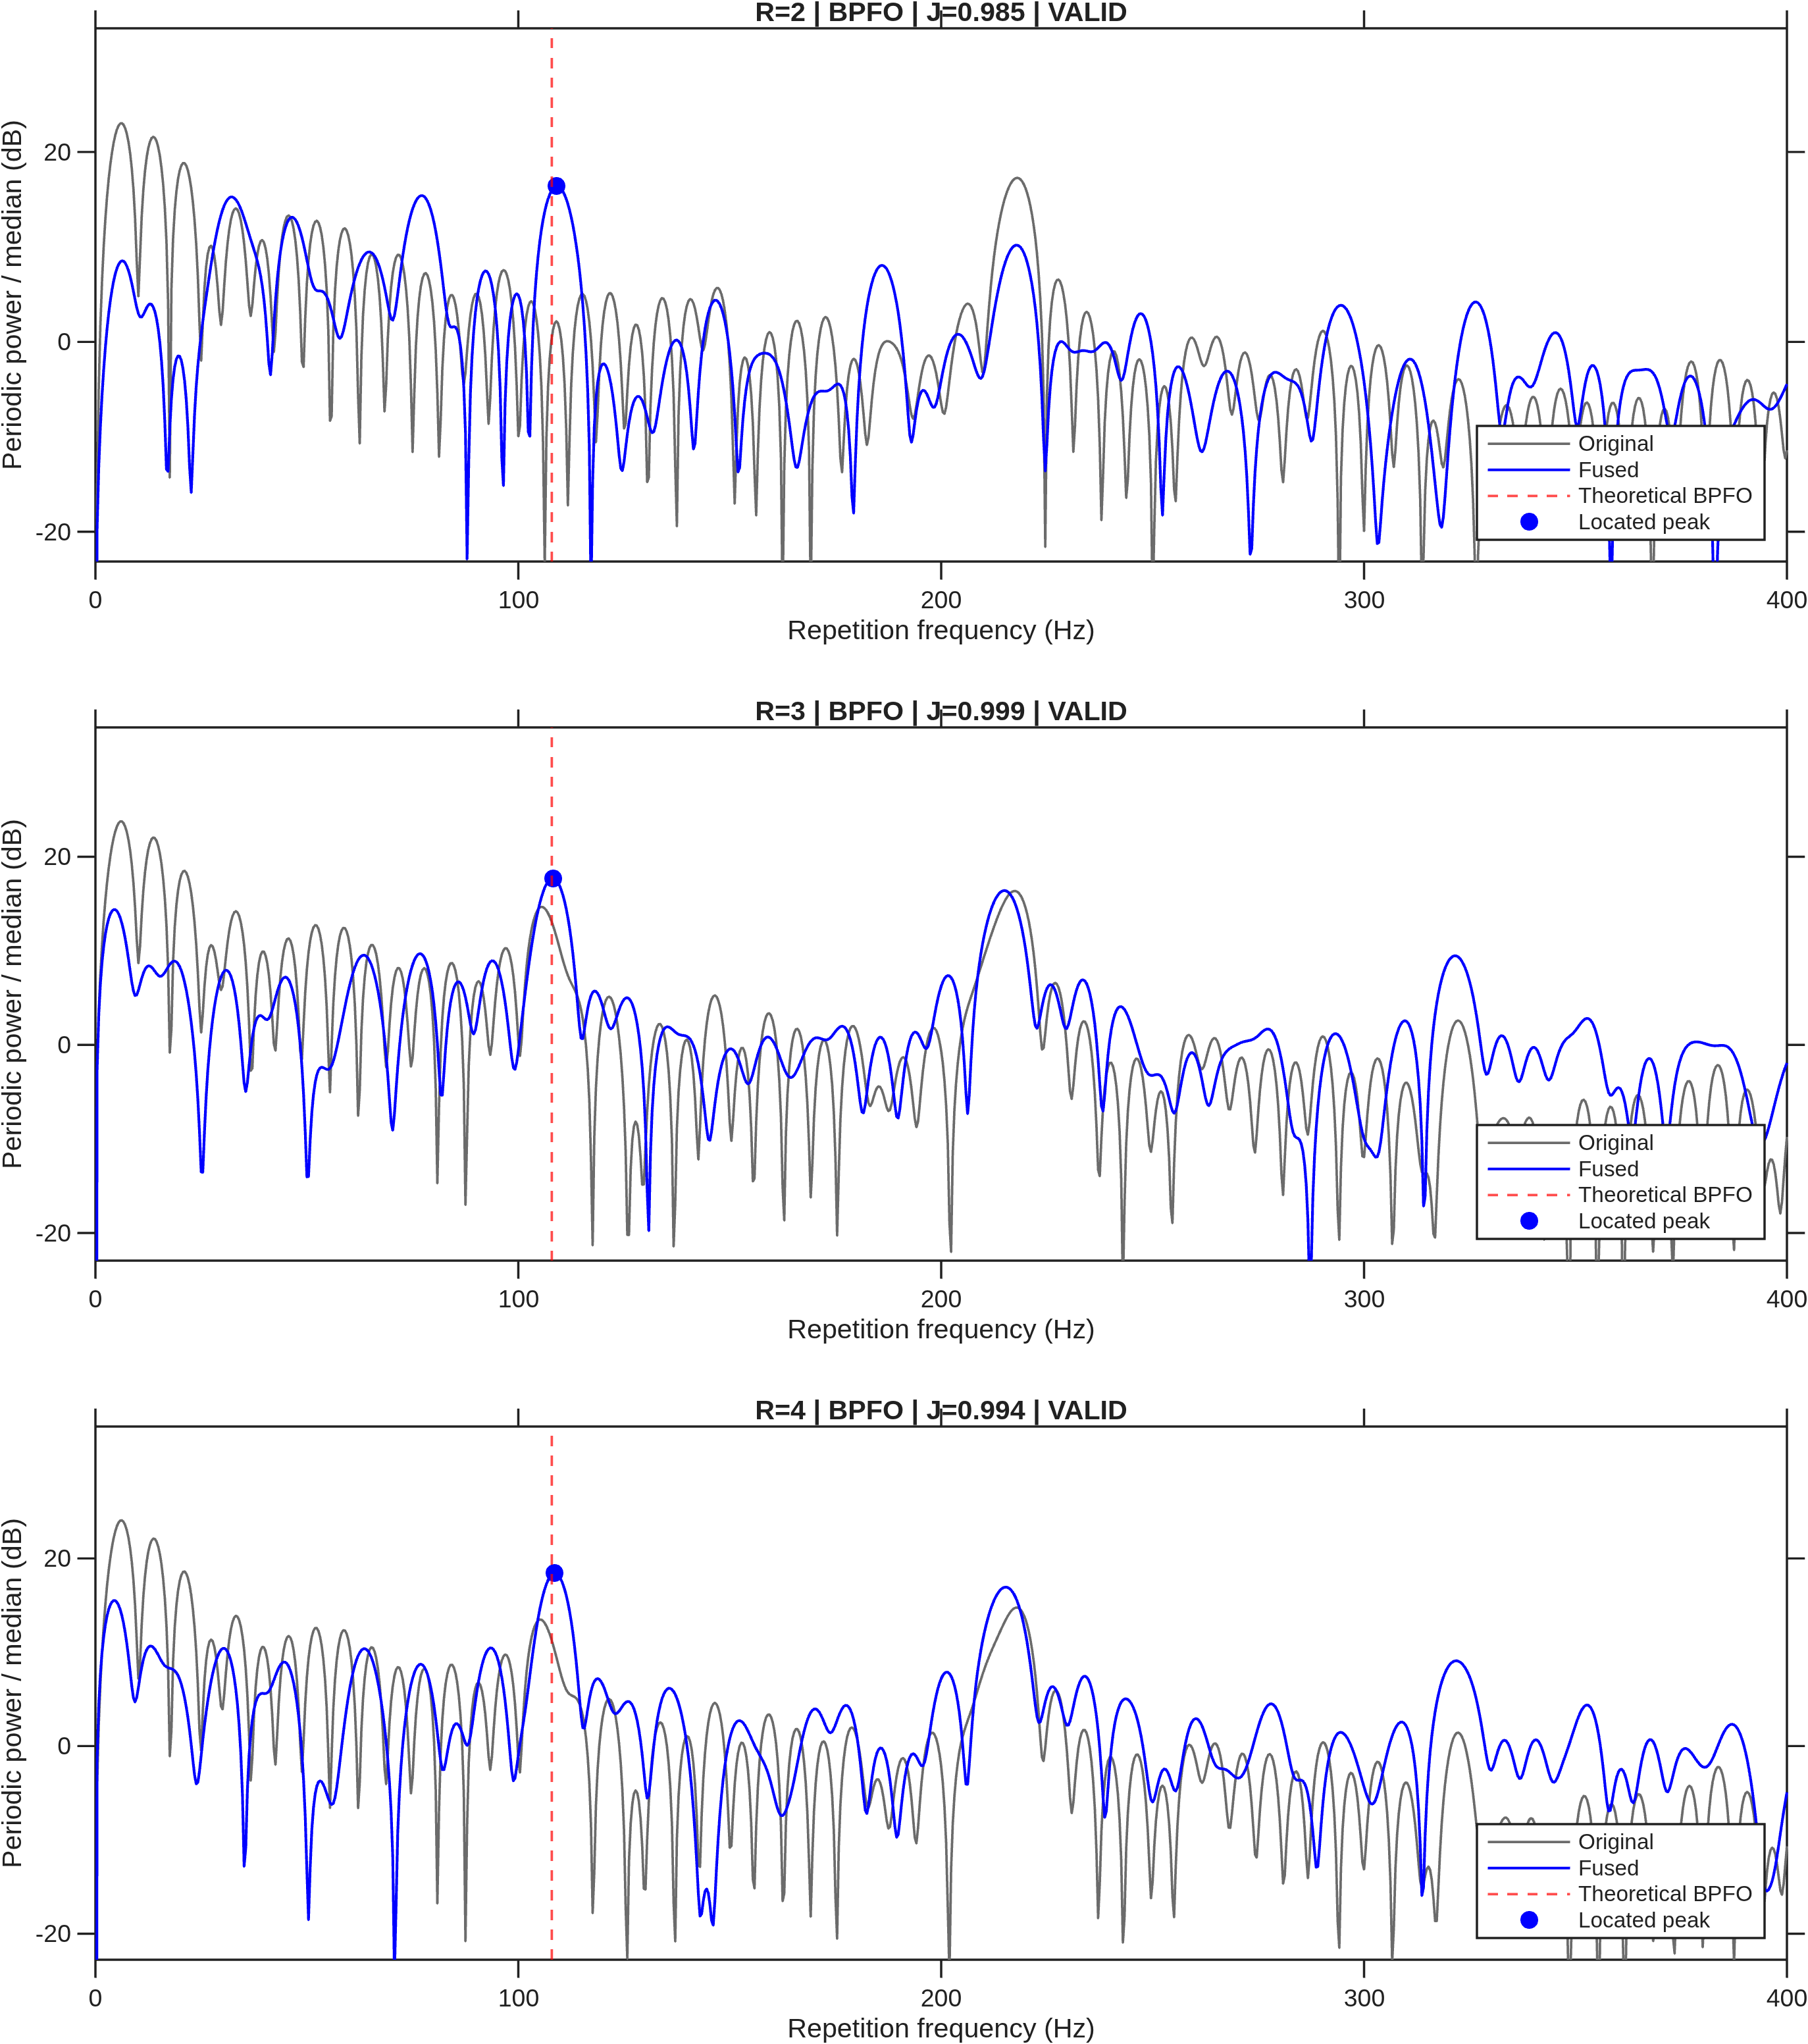 R=2 | BPFO | J=0.985 | VALID
Periodic power / median (dB)
20
0
-20
Original
Fused
Theoretical BPFO
Located peak
0 100 200 300 400
Repetition frequency (Hz)
R=3 | BPFO | J=0.999 | VALID
Periodic power / median (dB)
20
0
-20
Original
Fused
Theoretical BPFO
Located peak
0 100 200 300 400
Repetition frequency (Hz)
R=4 | BPFO | J=0.994 | VALID
Periodic power / median (dB)
20
0
-20
Original
Fused
Theoretical BPFO
Located peak
0 100 200 300 400
Repetition frequency (Hz)